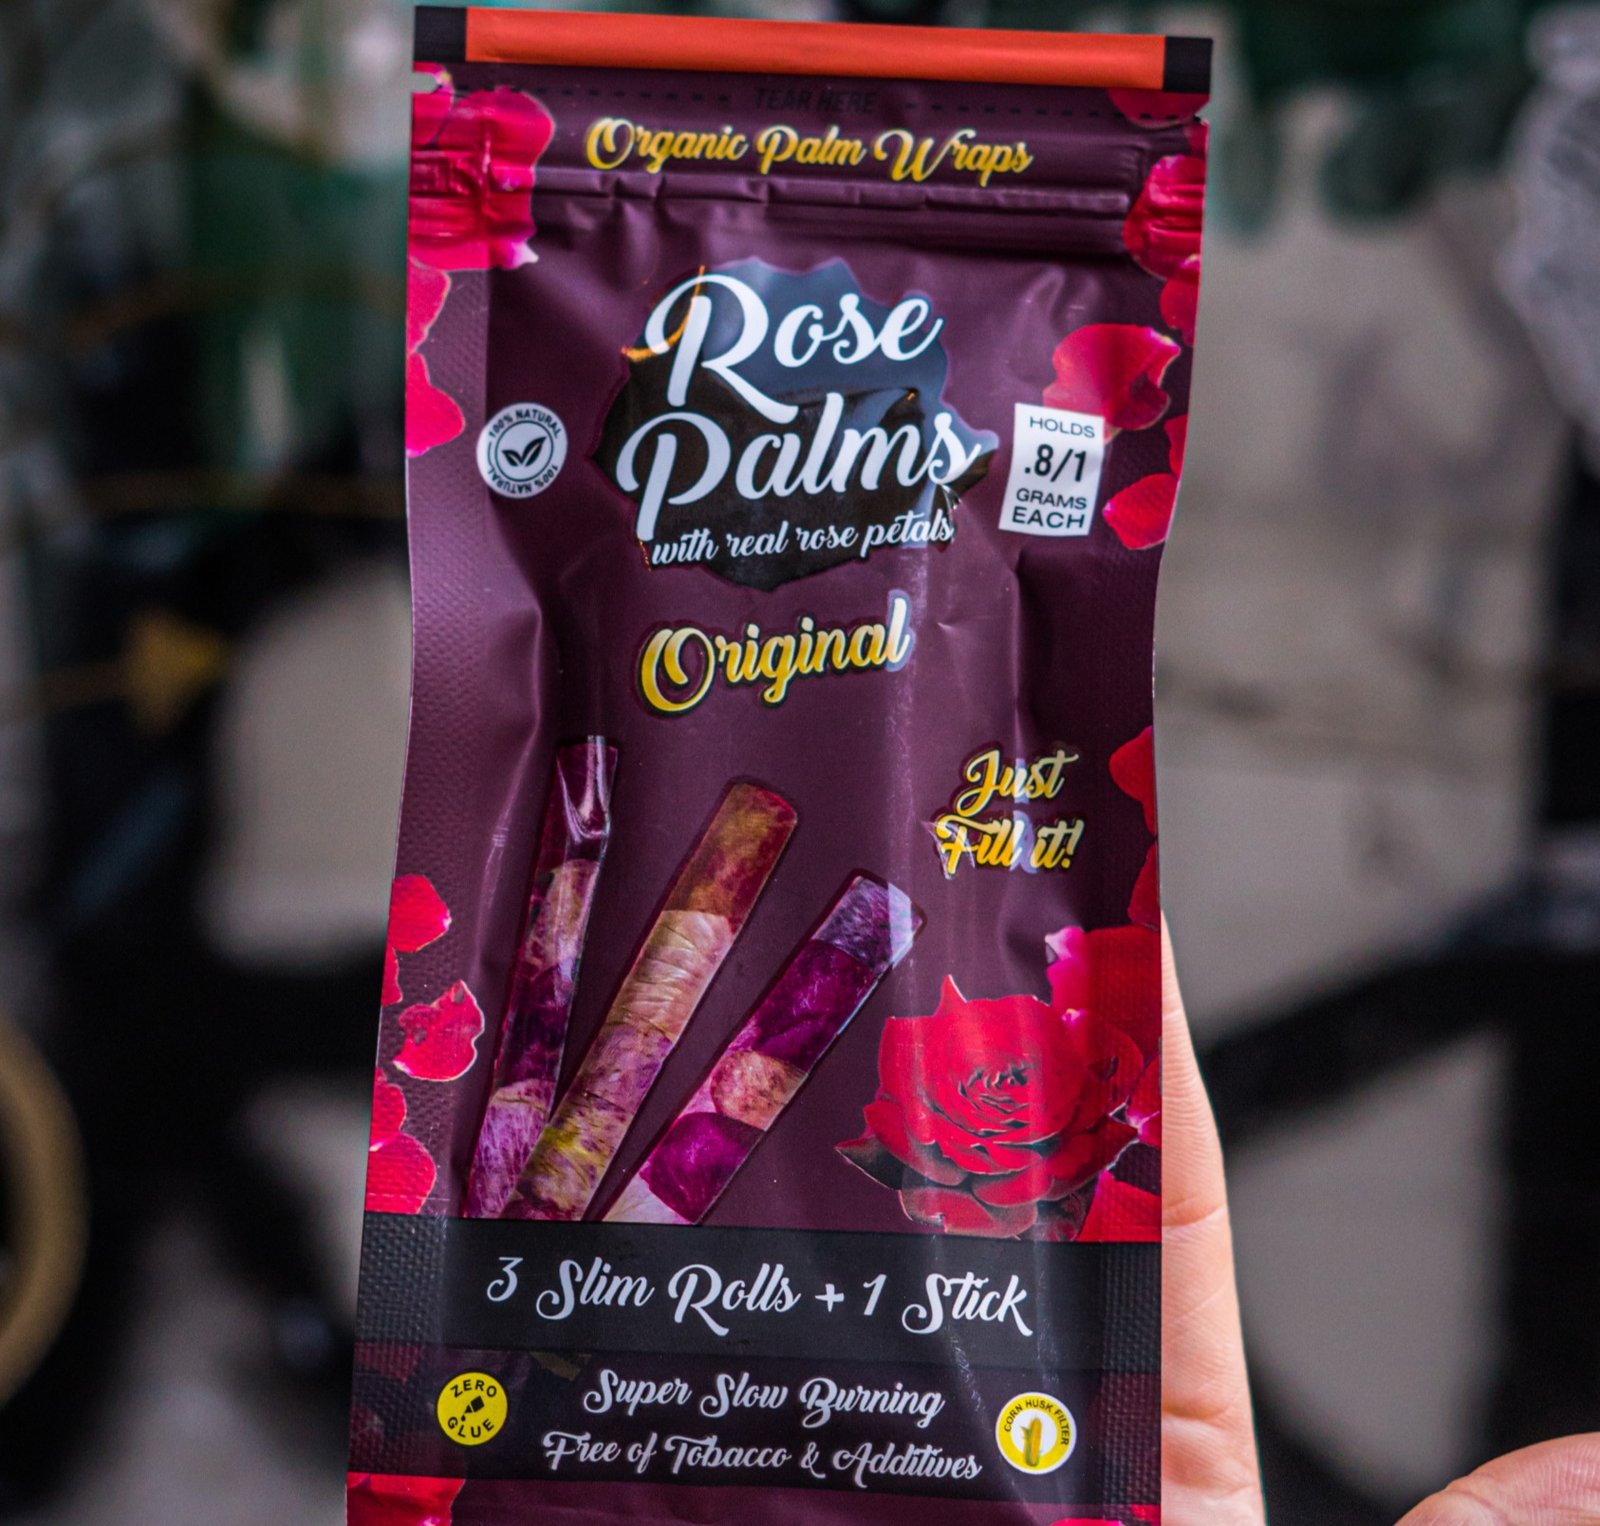 TEAR HERE
Organic Palm Wraps
Rose
Palms
with real rose petals
100% NATURAL
100% NATURAL
HOLDS
.8/1
GRAMS
EACH
Original
Just
Fill it!
3 Slim Rolls + 1 Stick
ZERO
GLUE
Super Slow Burning
Free of Tobacco & Additives
CORN HUSK FILTER